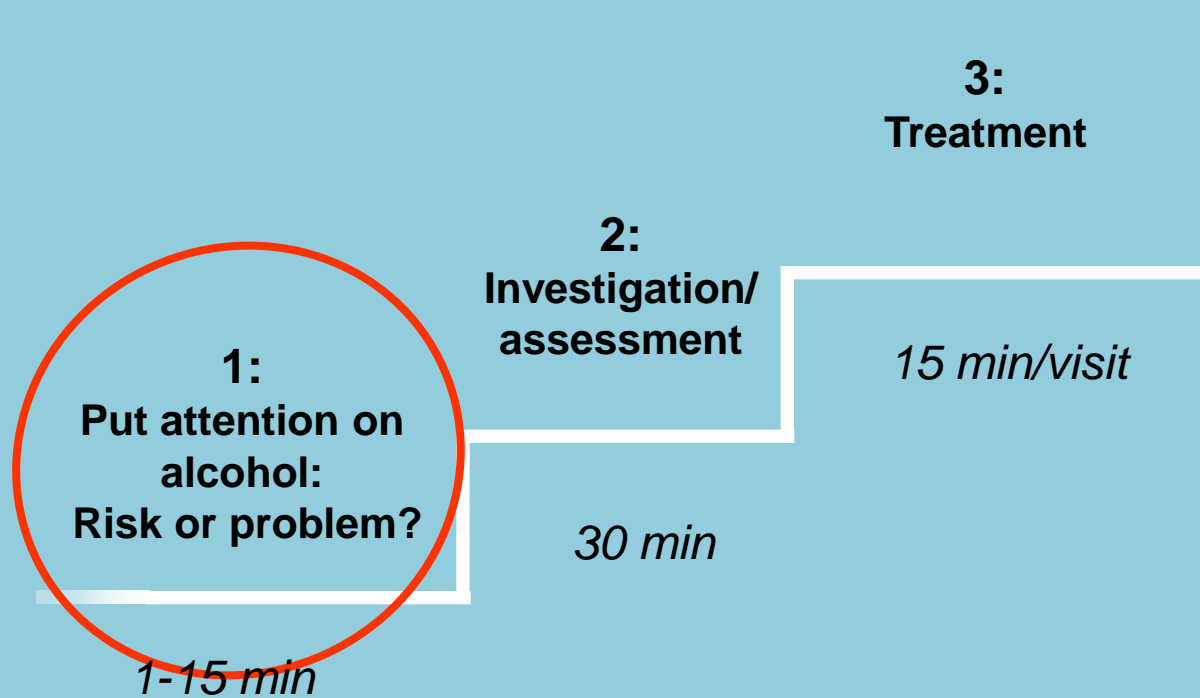 1:
Put attention on
alcohol:
Risk or problem?
1-15 min
2:
Investigation/
assessment
30 min
3:
Treatment
15 min/visit